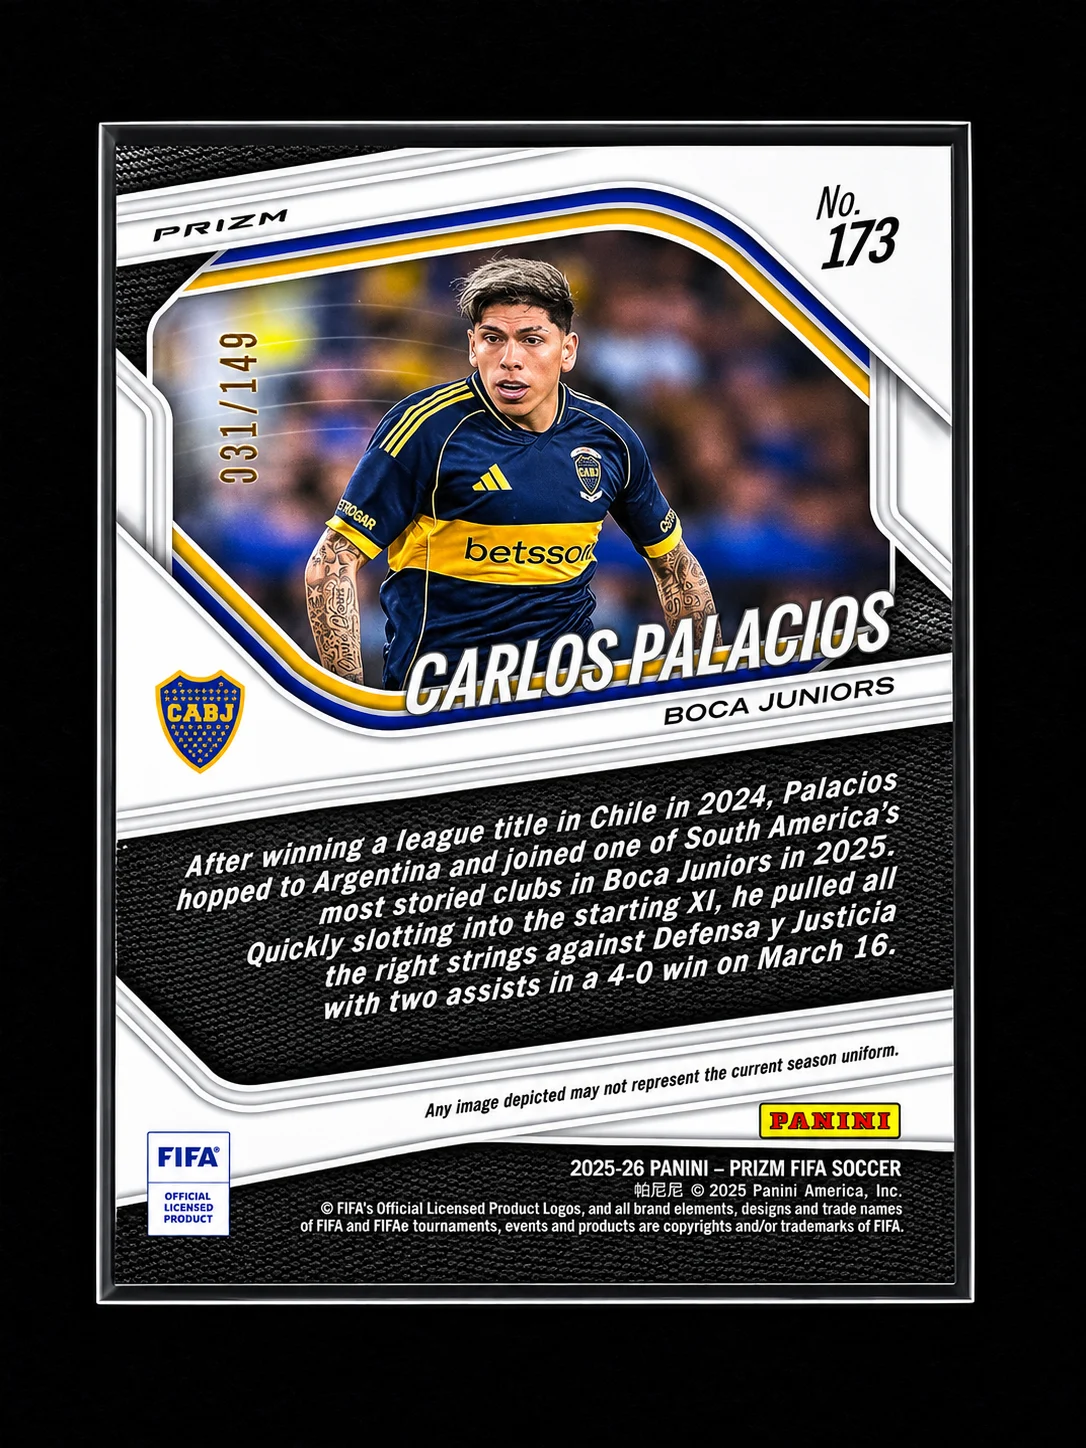 PRIZM
No.
173
031/149
CABJ
betsson
CARLOS PALACIOS
BOCA JUNIORS
CABJ
After winning a league title in Chile in 2024, Palacios
hopped to Argentina and joined one of South America's
most storied clubs in Boca Juniors in 2025.
Quickly slotting into the starting XI, he pulled all
the right strings against Defensa y Justicia
with two assists in a 4-0 win on March 16.
Any image depicted may not represent the current season uniform.
PANINI
FIFA®
OFFICIAL
LICENSED
PRODUCT
2025-26 PANINI – PRIZM FIFA SOCCER
帕尼尼 © 2025 Panini America, Inc.
© FIFA's Official Licensed Product Logos, and all brand elements, designs and trade names
of FIFA and FIFAe tournaments, events and products are copyrights and/or trademarks of FIFA.